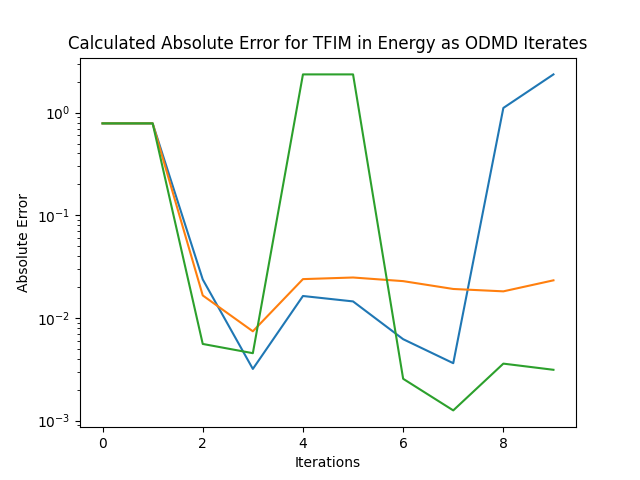 Calculated Absolute Error for TFIM in Energy as ODMD Iterates
Absolute Error
10⁰
10⁻¹
10⁻²
10⁻³
0 2 4 6 8
Iterations